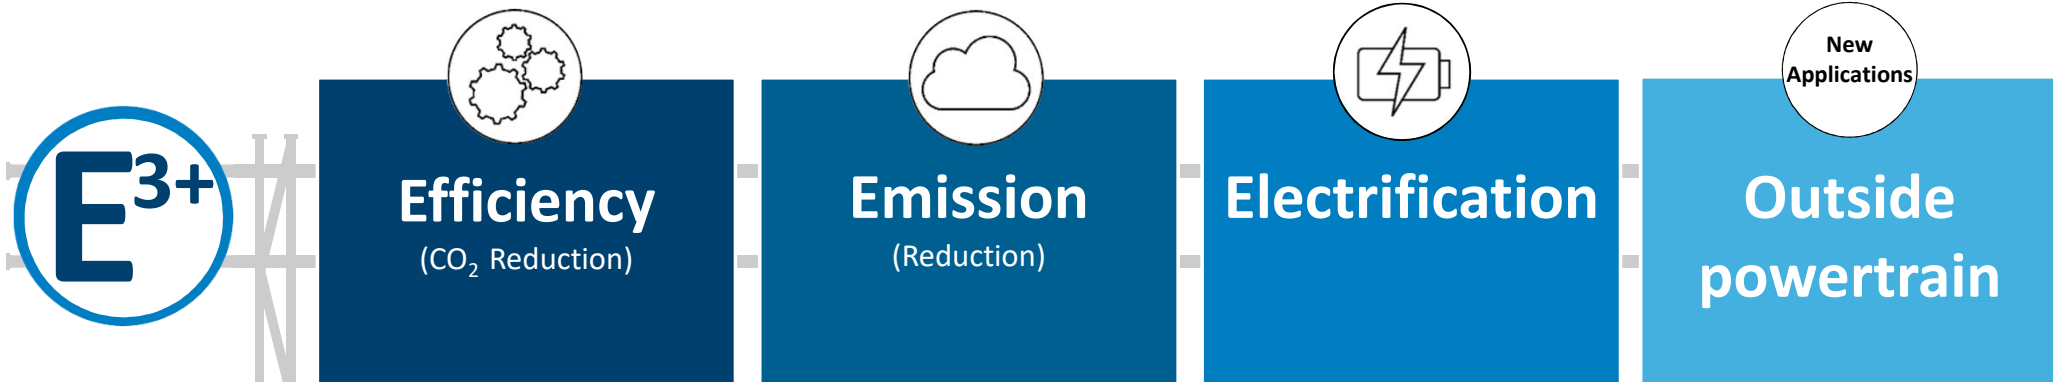 E³⁺
Efficiency
(CO₂ Reduction)
Emission
(Reduction)
Electrification
New
Applications
Outside
powertrain